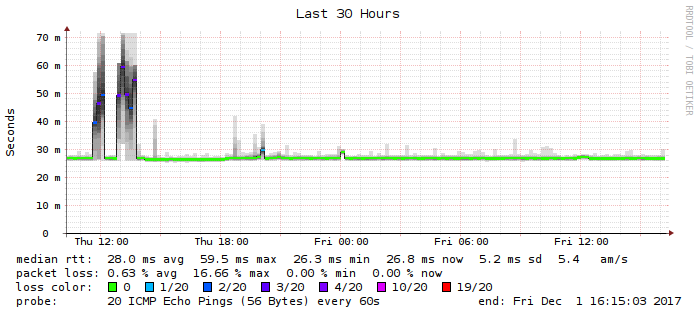 Last 30 Hours
RRDTOOL / TOBI OETIKER
Seconds
70 m
60 m
50 m
40 m
30 m
20 m
10 m
0
Thu 12:00 Thu 18:00 Fri 00:00 Fri 06:00 Fri 12:00
median rtt: 28.0 ms avg 59.5 ms max 26.3 ms min 26.8 ms now 5.2 ms sd 5.4 am/s
packet loss: 0.63 % avg 16.66 % max 0.00 % min 0.00 % now
loss color: 0 1/20 2/20 3/20 4/20 10/20 19/20
probe: 20 ICMP Echo Pings (56 Bytes) every 60s end: Fri Dec 1 16:15:03 2017